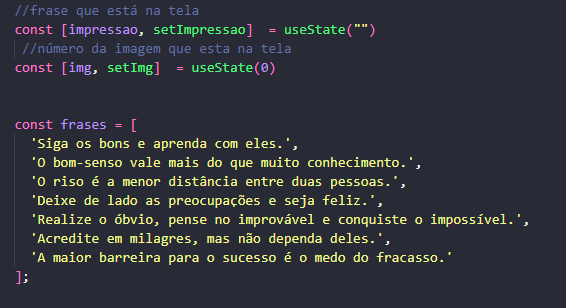 //frase que está na tela
const [impressao, setImpressao]  = useState("")
//número da imagem que esta na tela
const [img, setImg]  = useState(0)
const frases = [
'Siga os bons e aprenda com eles.',
'O bom-senso vale mais do que muito conhecimento.',
'O riso é a menor distância entre duas pessoas.',
'Deixe de lado as preocupações e seja feliz.',
'Realize o óbvio, pense no improvável e conquiste o impossível.',
'Acredite em milagres, mas não dependa deles.',
'A maior barreira para o sucesso é o medo do fracasso.'
];